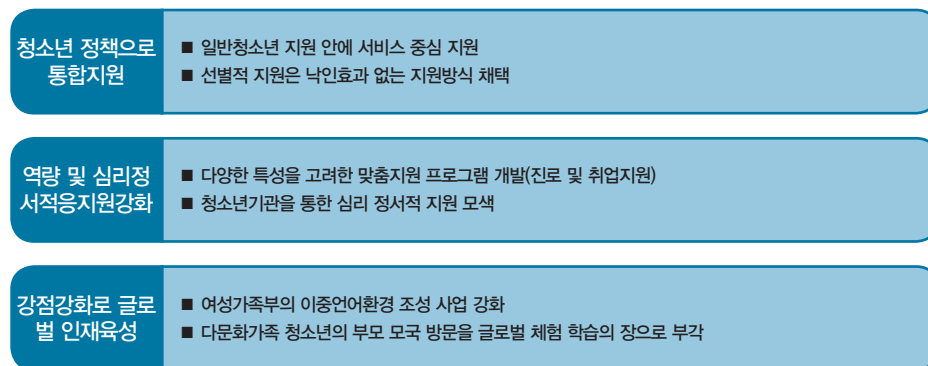 청소년 정책으로
통합지원
■ 일반청소년 지원 안에 서비스 중심 지원
■ 선별적 지원은 낙인효과 없는 지원방식 채택
역량 및 심리정
서적응지원강화
■ 다양한 특성을 고려한 맞춤지원 프로그램 개발(진로 및 취업지원)
■ 청소년기관을 통한 심리 정서적 지원 모색
강점강화로 글로
벌 인재육성
■ 여성가족부의 이중언어환경 조성 사업 강화
■ 다문화가족 청소년의 부모 모국 방문을 글로벌 체험 학습의 장으로 부각